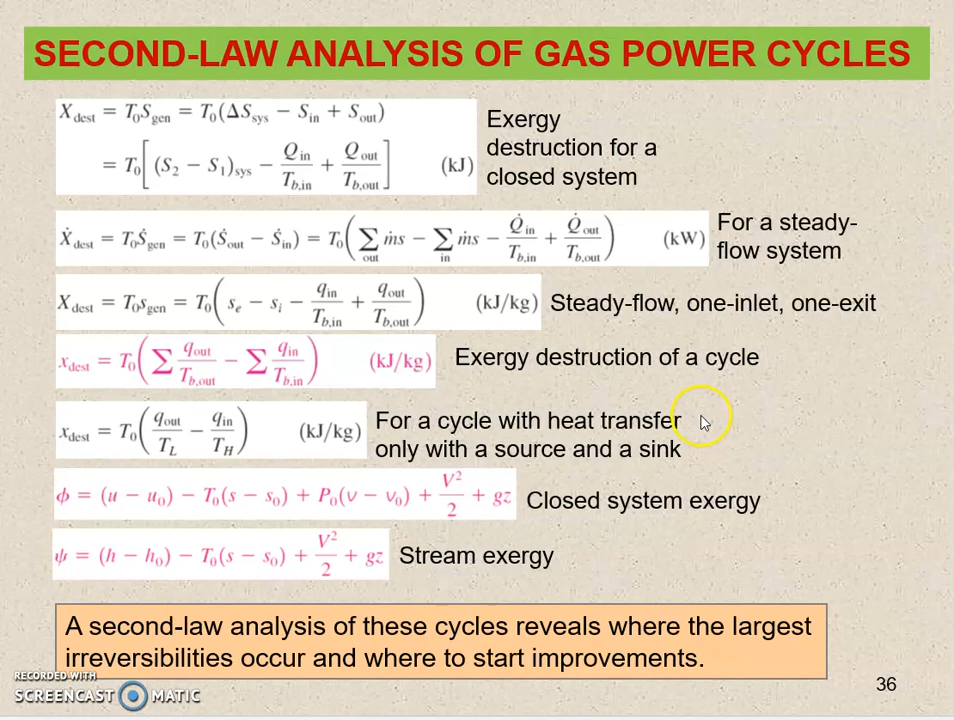 SECOND-LAW ANALYSIS OF GAS POWER CYCLES
X_dest = T_0 S_gen = T_0(ΔS_sys − S_in + S_out)
= T_0[(S_2 − S_1)_sys − Q_in/T_b,in + Q_out/T_b,out] (kJ)
Exergy
destruction for a
closed system
Ẋ_dest = T_0 Ṡ_gen = T_0(Ṡ_out − Ṡ_in) = T_0(∑_out ṁs − ∑_in ṁs − Q̇_in/T_b,in + Q̇_out/T_b,out) (kW)
For a steady-
flow system
X_dest = T_0 s_gen = T_0(s_e − s_i − q_in/T_b,in + q_out/T_b,out) (kJ/kg) Steady-flow, one-inlet, one-exit
x_dest = T_0(∑ q_out/T_b,out − ∑ q_in/T_b,in) (kJ/kg) Exergy destruction of a cycle
x_dest = T_0(q_out/T_L − q_in/T_H) (kJ/kg)
For a cycle with heat transfer
only with a source and a sink
ϕ = (u − u_0) − T_0(s − s_0) + P_0(v − v_0) + V²/2 + gz Closed system exergy
ψ = (h − h_0) − T_0(s − s_0) + V²/2 + gz Stream exergy
A second-law analysis of these cycles reveals where the largest
irreversibilities occur and where to start improvements.
RECORDED WITH
SCREENCAST MATIC
36